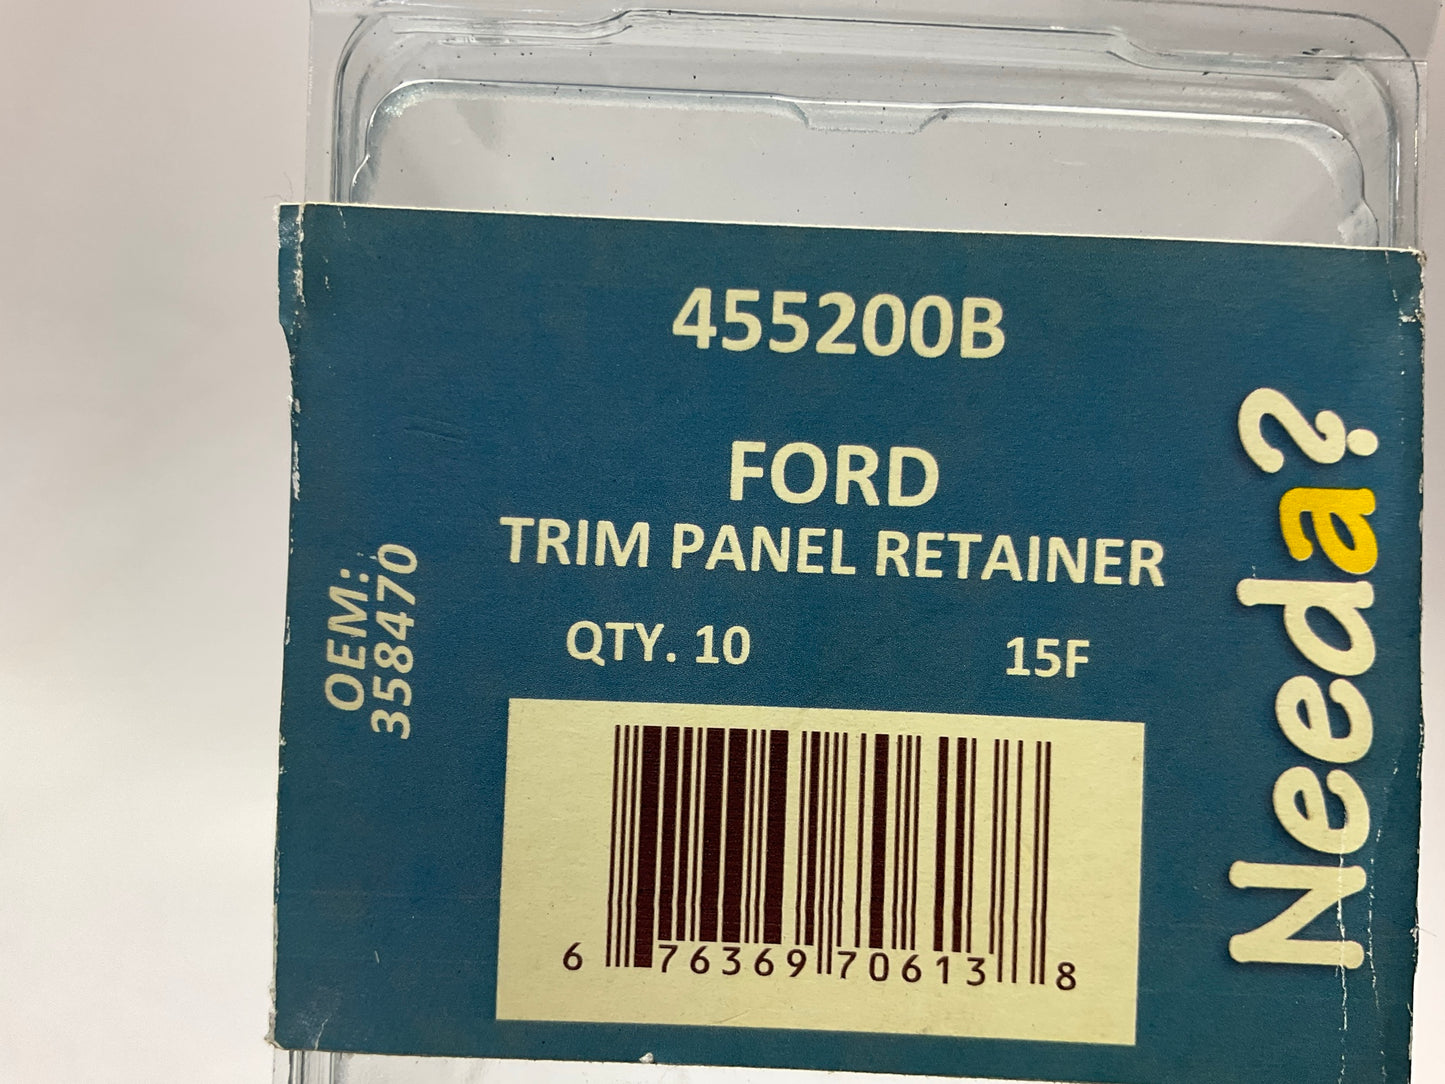 455200B
FORD
TRIM PANEL RETAINER
QTY. 10 15F
OEM:
358470
6 76369 70613 8
Needa?